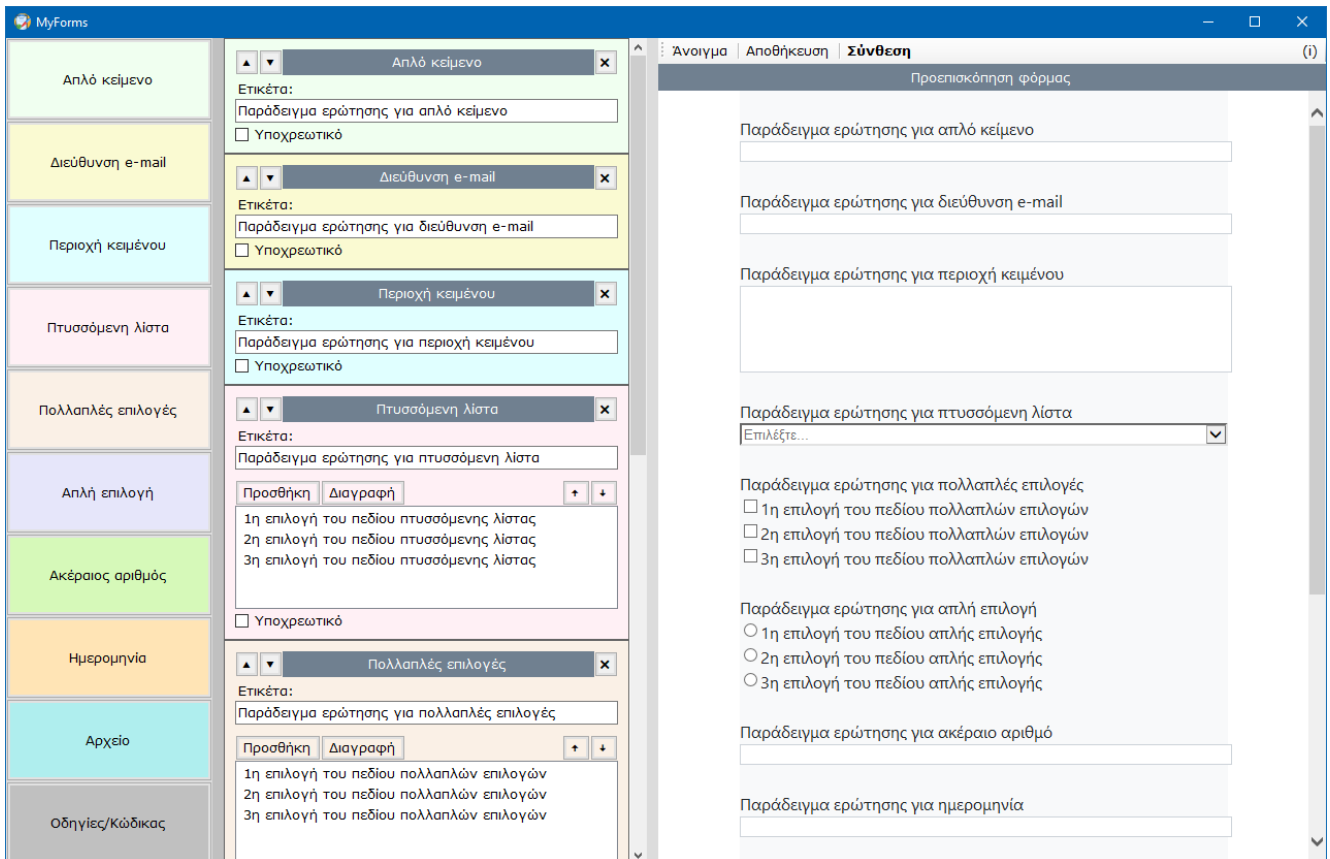 MyForms
Απλό κείμενο
Διεύθυνση e-mail
Περιοχή κειμένου
Πτυσσόμενη λίστα
Πολλαπλές επιλογές
Απλή επιλογή
Ακέραιος αριθμός
Ημερομηνία
Αρχείο
Οδηγίες/Κώδικας
Απλό κείμενο
Ετικέτα:
Παράδειγμα ερώτησης για απλό κείμενο
Υποχρεωτικό
Διεύθυνση e-mail
Ετικέτα:
Παράδειγμα ερώτησης για διεύθυνση e-mail
Υποχρεωτικό
Περιοχή κειμένου
Ετικέτα:
Παράδειγμα ερώτησης για περιοχή κειμένου
Υποχρεωτικό
Πτυσσόμενη λίστα
Ετικέτα:
Παράδειγμα ερώτησης για πτυσσόμενη λίστα
Προσθήκη Διαγραφή
1η επιλογή του πεδίου πτυσσόμενης λίστας
2η επιλογή του πεδίου πτυσσόμενης λίστας
3η επιλογή του πεδίου πτυσσόμενης λίστας
Υποχρεωτικό
Πολλαπλές επιλογές
Ετικέτα:
Παράδειγμα ερώτησης για πολλαπλές επιλογές
Προσθήκη Διαγραφή
1η επιλογή του πεδίου πολλαπλών επιλογών
2η επιλογή του πεδίου πολλαπλών επιλογών
3η επιλογή του πεδίου πολλαπλών επιλογών
Άνοιγμα Αποθήκευση Σύνθεση (i)
Προεπισκόπηση φόρμας
Παράδειγμα ερώτησης για απλό κείμενο
Παράδειγμα ερώτησης για διεύθυνση e-mail
Παράδειγμα ερώτησης για περιοχή κειμένου
Παράδειγμα ερώτησης για πτυσσόμενη λίστα
Επιλέξτε...
Παράδειγμα ερώτησης για πολλαπλές επιλογές
1η επιλογή του πεδίου πολλαπλών επιλογών
2η επιλογή του πεδίου πολλαπλών επιλογών
3η επιλογή του πεδίου πολλαπλών επιλογών
Παράδειγμα ερώτησης για απλή επιλογή
1η επιλογή του πεδίου απλής επιλογής
2η επιλογή του πεδίου απλής επιλογής
3η επιλογή του πεδίου απλής επιλογής
Παράδειγμα ερώτησης για ακέραιο αριθμό
Παράδειγμα ερώτησης για ημερομηνία